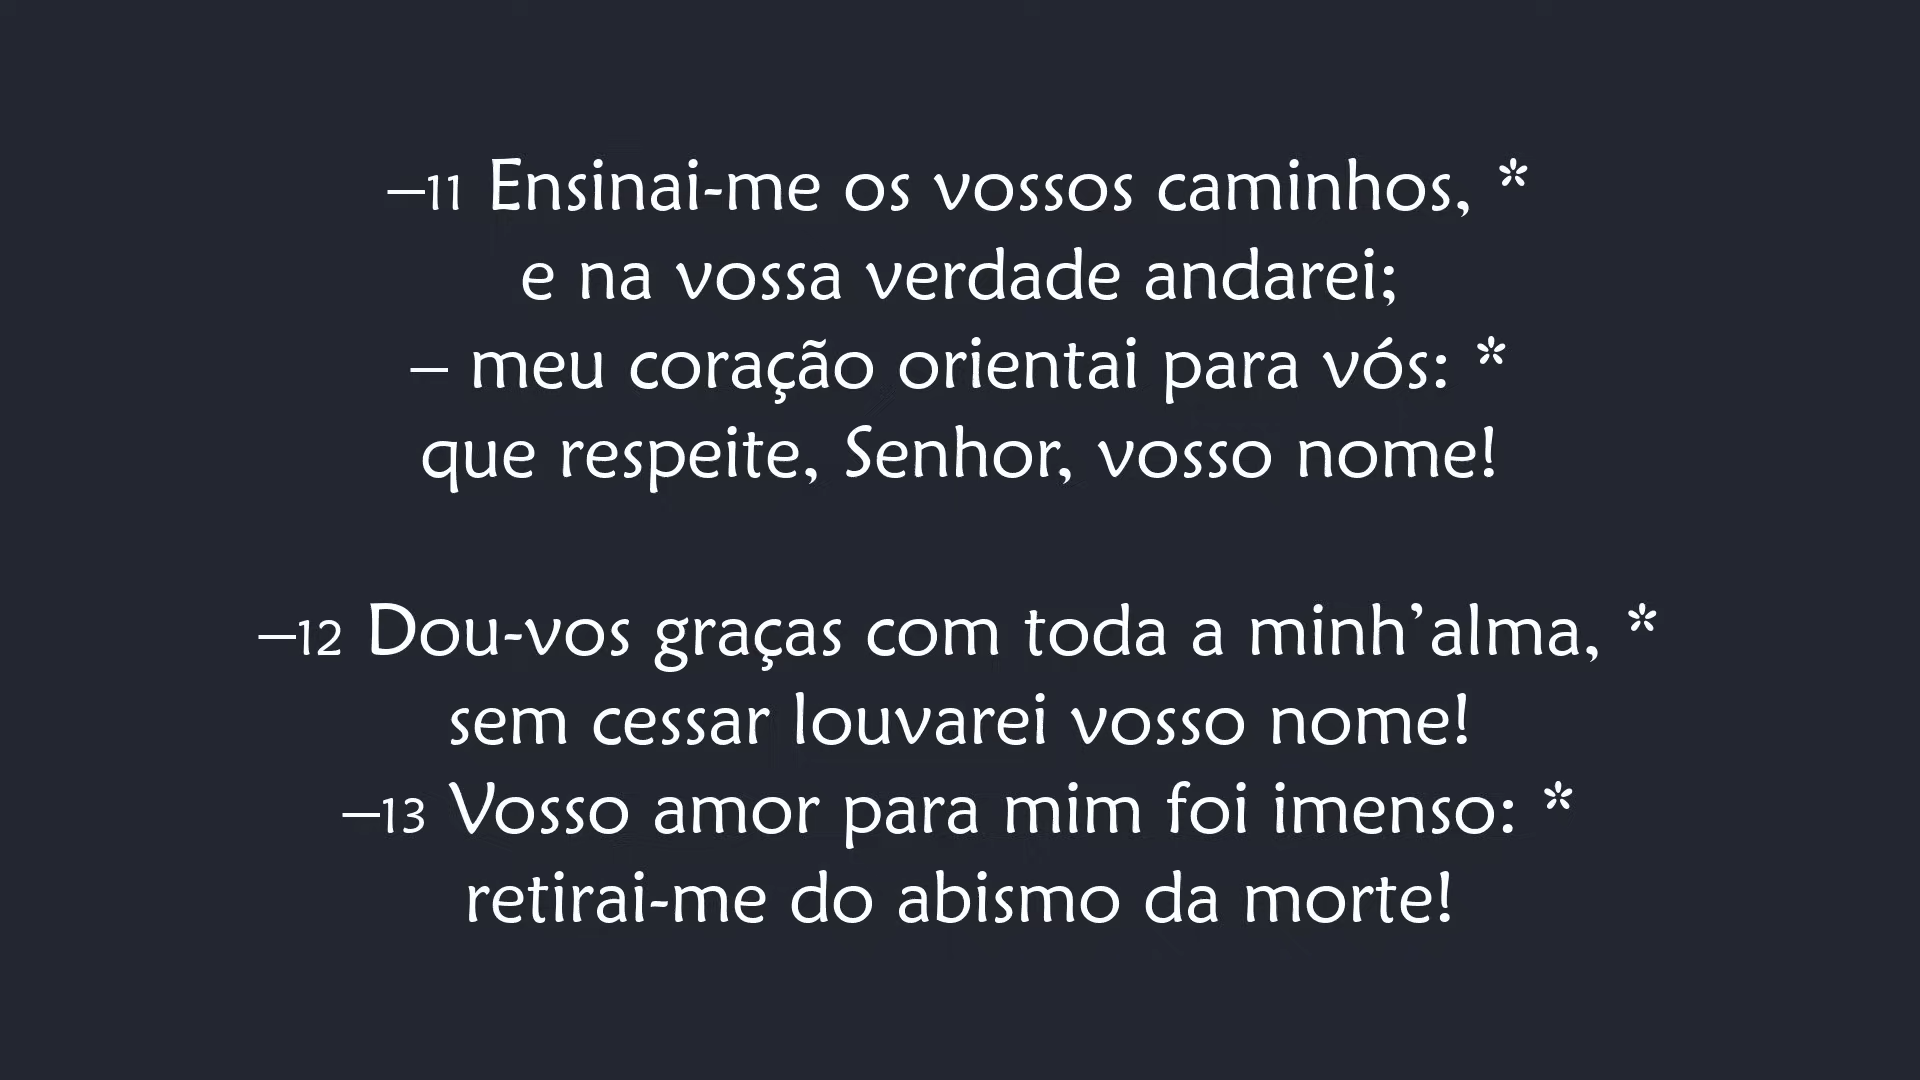 –11 Ensinai-me os vossos caminhos, *
e na vossa verdade andarei;
– meu coração orientai para vós: *
que respeite, Senhor, vosso nome!
–12 Dou-vos graças com toda a minh’alma, *
sem cessar louvarei vosso nome!
–13 Vosso amor para mim foi imenso: *
retirai-me do abismo da morte!